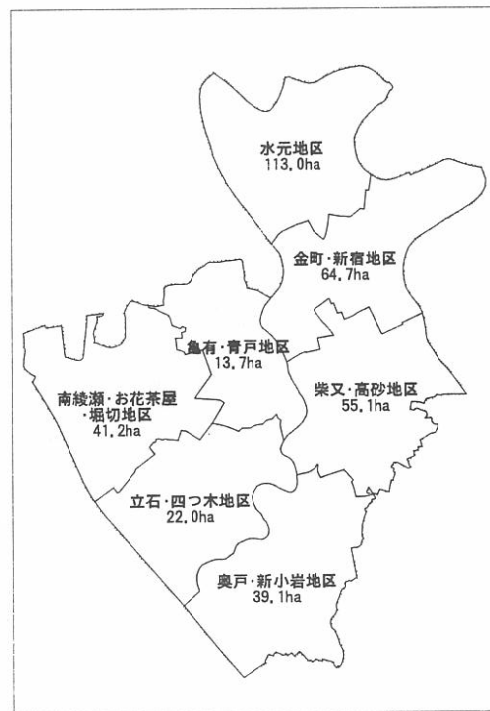 水元地区
113.0ha
金町・新宿地区
64.7ha
亀有・青戸地区
13.7ha
柴又・高砂地区
55.1ha
南綾瀬・お花茶屋
・堀切地区
41.2ha
立石・四つ木地区
22.0ha
奥戸・新小岩地区
39.1ha